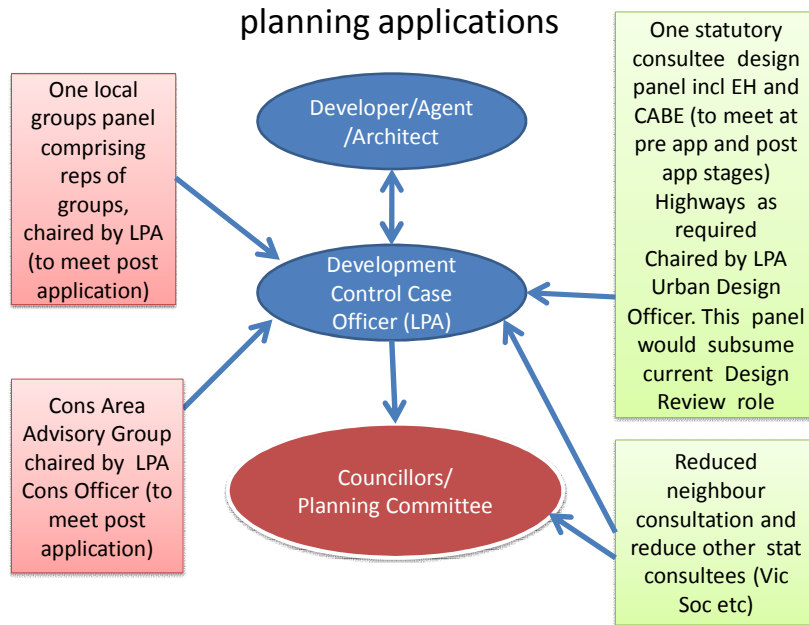 planning applications
One local
groups panel
comprising
reps of
groups,
chaired by LPA
(to meet post
application)
Developer/Agent
/Architect
One statutory
consultee design
panel incl EH and
CABE (to meet at
pre app and post
app stages)
Highways as
required
Chaired by LPA
Urban Design
Officer. This panel
would subsume
current Design
Review role
Development
Control Case
Officer (LPA)
Cons Area
Advisory Group
chaired by LPA
Cons Officer (to
meet post
application)
Councillors/
Planning Committee
Reduced
neighbour
consultation and
reduce other stat
consultees (Vic
Soc etc)